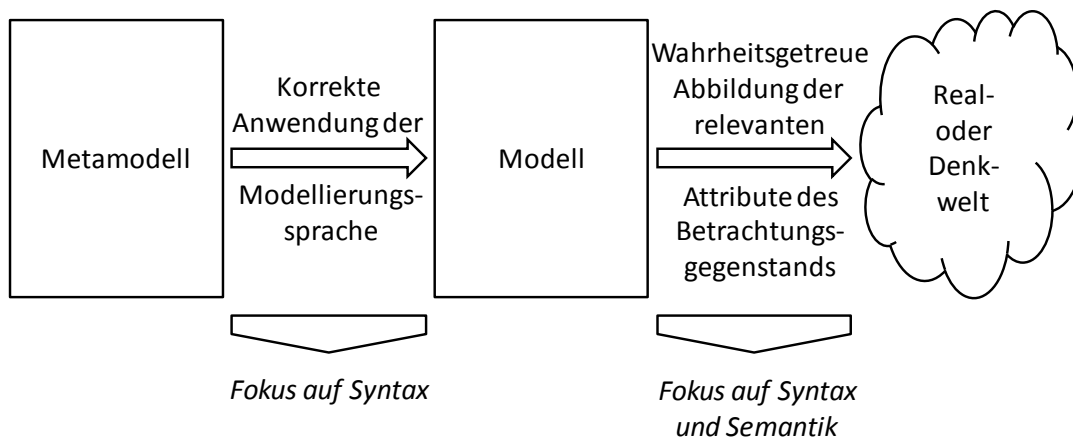 Metamodell
Korrekte
Anwendung der
Modellierungs-
sprache
Modell
Wahrheitsgetreue
Abbildung der
relevanten
Attribute des
Betrachtungs-
gegenstands
Real-
oder
Denk-
welt
Fokus auf Syntax
Fokus auf Syntax
und Semantik